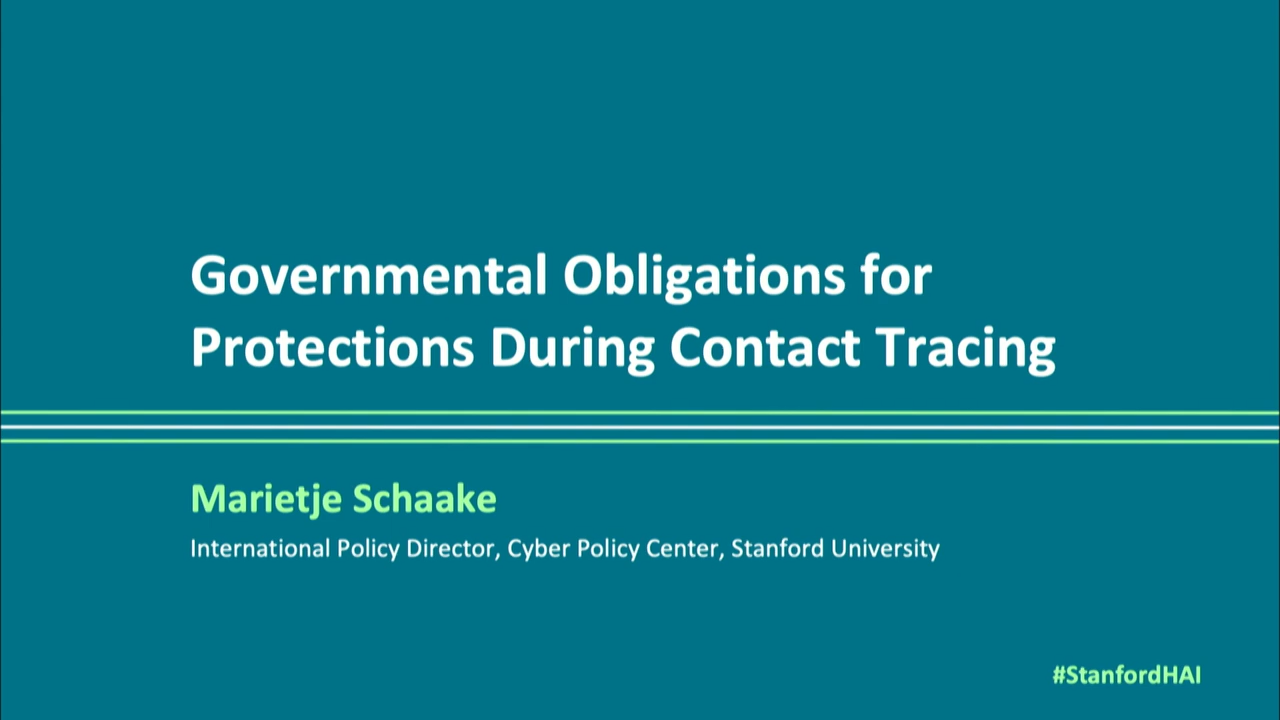 Governmental Obligations for
Protections During Contact Tracing
Marietje Schaake
International Policy Director, Cyber Policy Center, Stanford University
#StanfordHAI